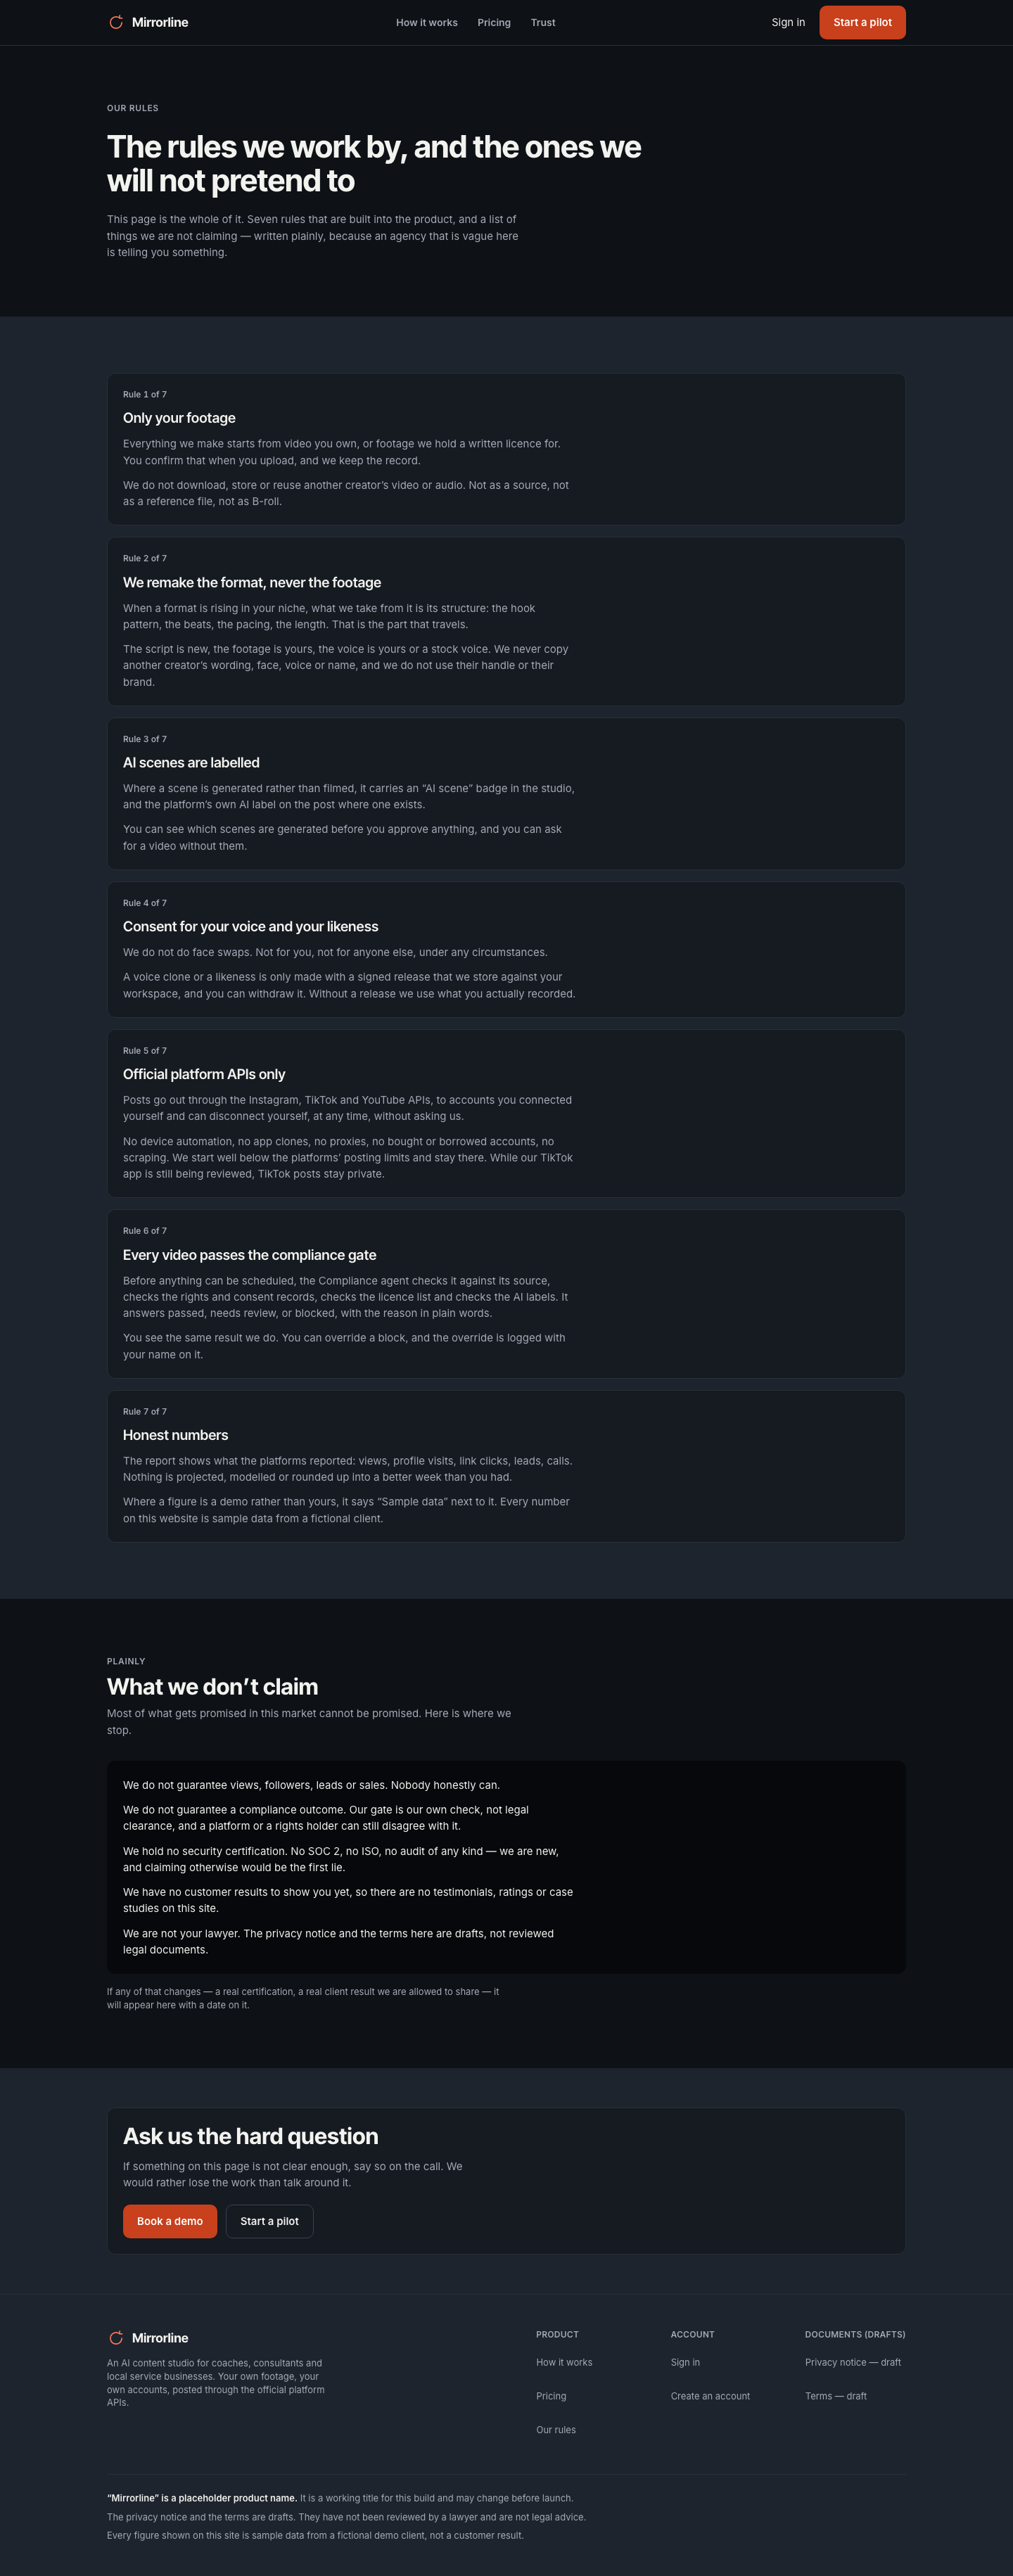 Mirrorline
How it works
Pricing
Trust
Sign in
Start a pilot
OUR RULES
The rules we work by, and the ones we
will not pretend to
This page is the whole of it. Seven rules that are built into the product, and a list of
things we are not claiming — written plainly, because an agency that is vague here
is telling you something.
Rule 1 of 7
Only your footage
Everything we make starts from video you own, or footage we hold a written licence for.
You confirm that when you upload, and we keep the record.
We do not download, store or reuse another creator’s video or audio. Not as a source, not
as a reference file, not as B-roll.
Rule 2 of 7
We remake the format, never the footage
When a format is rising in your niche, what we take from it is its structure: the hook
pattern, the beats, the pacing, the length. That is the part that travels.
The script is new, the footage is yours, the voice is yours or a stock voice. We never copy
another creator’s wording, face, voice or name, and we do not use their handle or their
brand.
Rule 3 of 7
AI scenes are labelled
Where a scene is generated rather than filmed, it carries an “AI scene” badge in the studio,
and the platform’s own AI label on the post where one exists.
You can see which scenes are generated before you approve anything, and you can ask
for a video without them.
Rule 4 of 7
Consent for your voice and your likeness
We do not do face swaps. Not for you, not for anyone else, under any circumstances.
A voice clone or a likeness is only made with a signed release that we store against your
workspace, and you can withdraw it. Without a release we use what you actually recorded.
Rule 5 of 7
Official platform APIs only
Posts go out through the Instagram, TikTok and YouTube APIs, to accounts you connected
yourself and can disconnect yourself, at any time, without asking us.
No device automation, no app clones, no proxies, no bought or borrowed accounts, no
scraping. We start well below the platforms’ posting limits and stay there. While our TikTok
app is still being reviewed, TikTok posts stay private.
Rule 6 of 7
Every video passes the compliance gate
Before anything can be scheduled, the Compliance agent checks it against its source,
checks the rights and consent records, checks the licence list and checks the AI labels. It
answers passed, needs review, or blocked, with the reason in plain words.
You see the same result we do. You can override a block, and the override is logged with
your name on it.
Rule 7 of 7
Honest numbers
The report shows what the platforms reported: views, profile visits, link clicks, leads, calls.
Nothing is projected, modelled or rounded up into a better week than you had.
Where a figure is a demo rather than yours, it says “Sample data” next to it. Every number
on this website is sample data from a fictional client.
PLAINLY
What we don’t claim
Most of what gets promised in this market cannot be promised. Here is where we
stop.
We do not guarantee views, followers, leads or sales. Nobody honestly can.
We do not guarantee a compliance outcome. Our gate is our own check, not legal
clearance, and a platform or a rights holder can still disagree with it.
We hold no security certification. No SOC 2, no ISO, no audit of any kind — we are new,
and claiming otherwise would be the first lie.
We have no customer results to show you yet, so there are no testimonials, ratings or case
studies on this site.
We are not your lawyer. The privacy notice and the terms here are drafts, not reviewed
legal documents.
If any of that changes — a real certification, a real client result we are allowed to share — it
will appear here with a date on it.
Ask us the hard question
If something on this page is not clear enough, say so on the call. We
would rather lose the work than talk around it.
Book a demo
Start a pilot
Mirrorline
An AI content studio for coaches, consultants and
local service businesses. Your own footage, your
own accounts, posted through the official platform
APIs.
PRODUCT
How it works
Pricing
Our rules
ACCOUNT
Sign in
Create an account
DOCUMENTS (DRAFTS)
Privacy notice — draft
Terms — draft
“Mirrorline” is a placeholder product name. It is a working title for this build and may change before launch.
The privacy notice and the terms are drafts. They have not been reviewed by a lawyer and are not legal advice.
Every figure shown on this site is sample data from a fictional demo client, not a customer result.